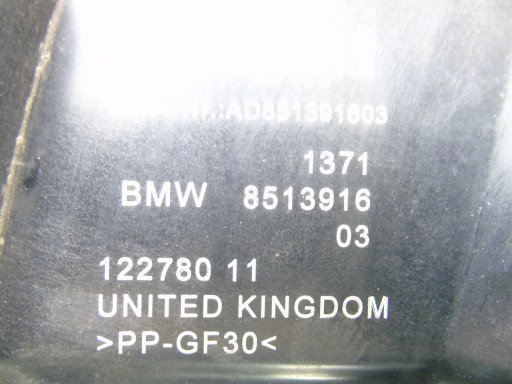 AD851391603
1371
BMW 8513916
03
122780 11
UNITED KINGDOM
>PP-GF30<